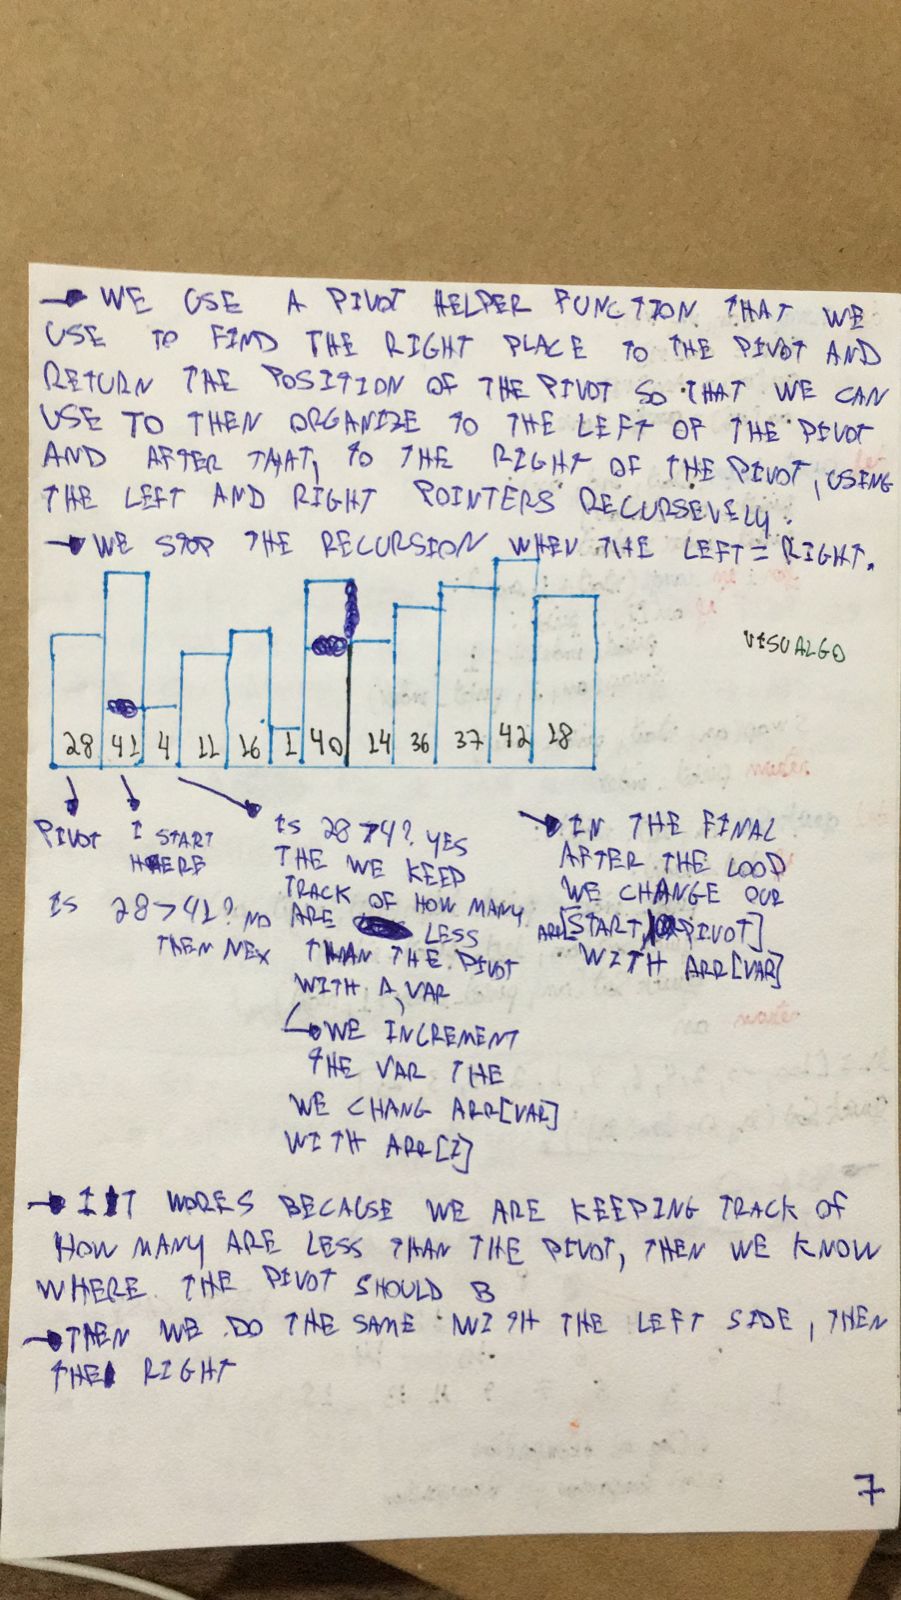 → WE USE A PIVOT HELPER FUNCTION THAT WE
USE TO FIND THE RIGHT PLACE TO THE PIVOT AND
RETURN THE POSITION OF THE PIVOT SO THAT WE CAN
USE TO THEN ORGANIZE TO THE LEFT OF THE PIVOT
AND AFTER THAT, TO THE RIGHT OF THE PIVOT, USING
THE LEFT AND RIGHT POINTERS RECURSEVELY.
→ WE STOP THE RECURSION WHEN THE LEFT = RIGHT.
VISUALGO
28 41 4 11 16 1 40 14 36 37 42 18
PIVOT
I START
HERE
IS 28 > 41? NO
THEN NEX
IS 28 > 4? YES
THE WE KEEP
TRACK OF HOW MANY
ARE LESS
THAN THE PIVOT
WITH A VAR
↳ WE INCREMENT
THE VAR THE
WE CHANG ARR[VAR]
WITH ARR[I]
→ IN THE FINAL
AFTER THE LOOP
WE CHANGE OUR
ARR[START, PIVOT]
WITH ARR[VAR]
→ IT WORKS BECAUSE WE ARE KEEPING TRACK OF
HOW MANY ARE LESS THAN THE PIVOT, THEN WE KNOW
WHERE THE PIVOT SHOULD B
→ THEN WE DO THE SAME WITH THE LEFT SIDE, THEN
THE RIGHT
7